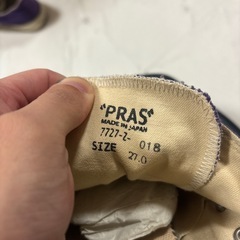 "PRAS"
MADE IN JAPAN
7727-2- 018
SIZE 27.0